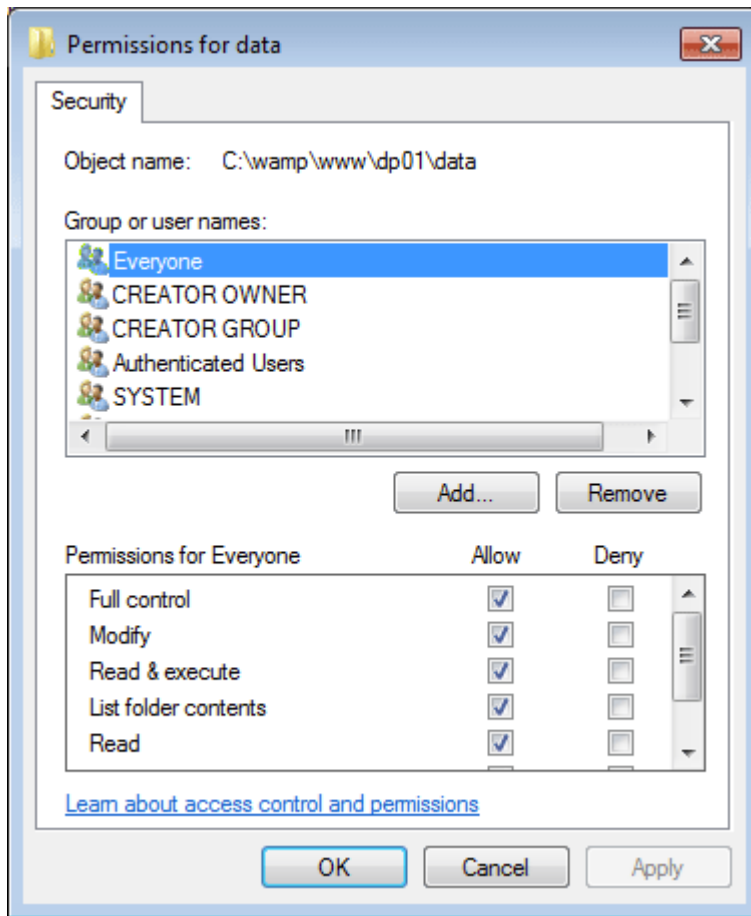 Permissions for data
Security
Object name: C:\wamp\www\dp01\data
Group or user names:
Everyone
CREATOR OWNER
CREATOR GROUP
Authenticated Users
SYSTEM
Add... Remove
Permissions for Everyone Allow Deny
Full control
Modify
Read & execute
List folder contents
Read
Learn about access control and permissions
OK Cancel Apply